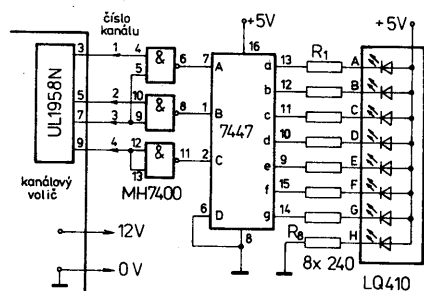 číslo
kanálu
+5V
+5V
3 1 4
&
6 7 A
16
a 13 R1 A
5
b 12 B
UL1958N
5 2 10
&
8 1 B
c 11 C
7 3 9
7447
d 10 D
9 4 12
&
11 2 C
e 9 E
13
MH7400
f 15 F
kanálový
volič
6 D
g 14 G
8
R8 H
12V
8x 240
0V
LQ410